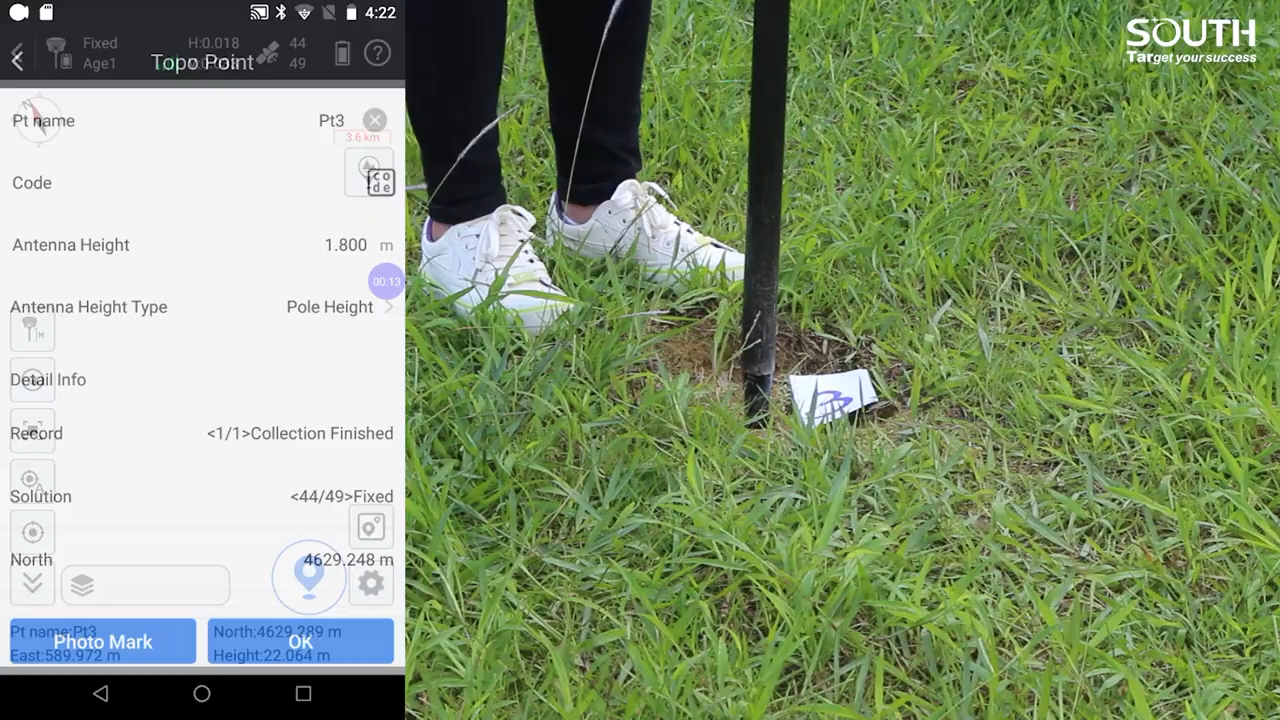 4:22
Fixed
H:0.018
44
Age1
49
Topo Point
Pt name
Pt3
3.6 km
Code
co
de
Antenna Height
1.800 m
00:13
Antenna Height Type
Pole Height
Detail Info
Record
<1/1>Collection Finished
Solution
<44/49>Fixed
North
4629.248 m
Pt name:Pt3
North:4629.289 m
Photo Mark
OK
East:589.972 m
Height:22.064 m
SOUTH
Target your success